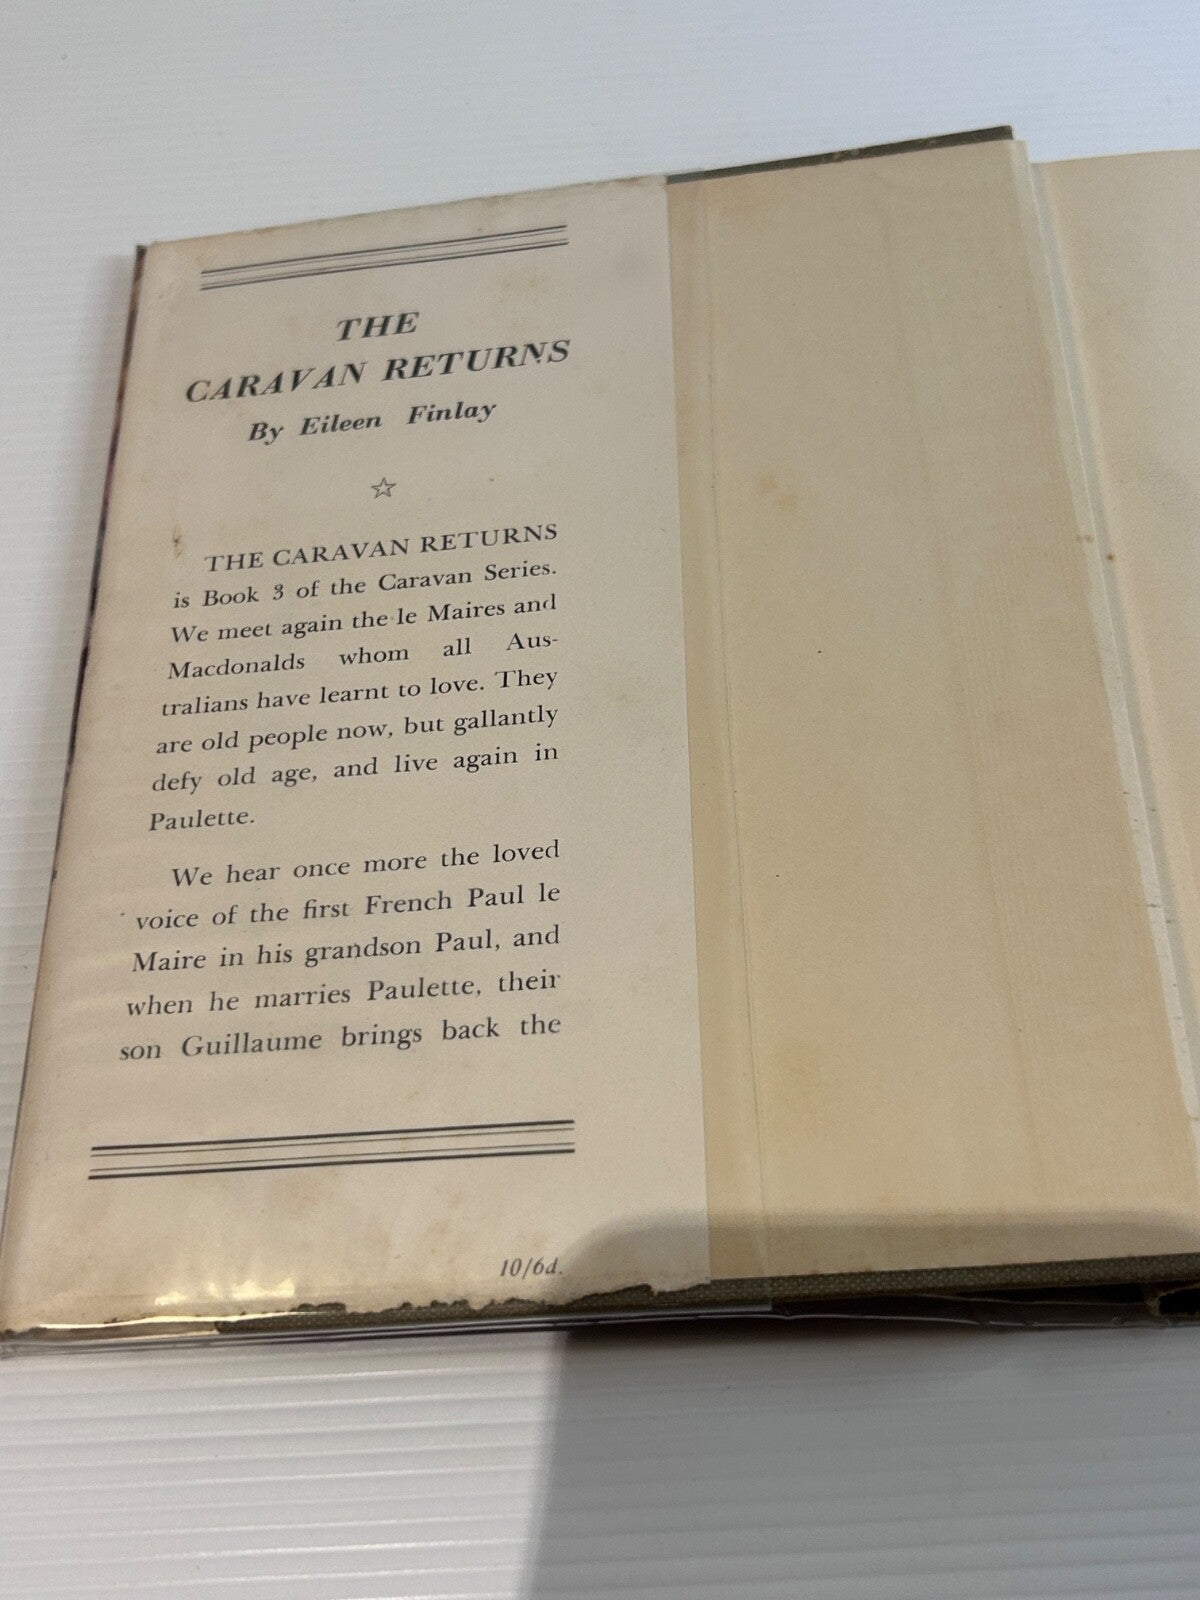 THE
CARAVAN RETURNS
By Eileen Finlay
THE CARAVAN RETURNS
is Book 3 of the Caravan Series.
We meet again the le Maires and
Macdonalds whom all Aus-
tralians have learnt to love. They
are old people now, but gallantly
defy old age, and live again in
Paulette.
We hear once more the loved
voice of the first French Paul le
Maire in his grandson Paul, and
when he marries Paulette, their
son Guillaume brings back the
10/6d.